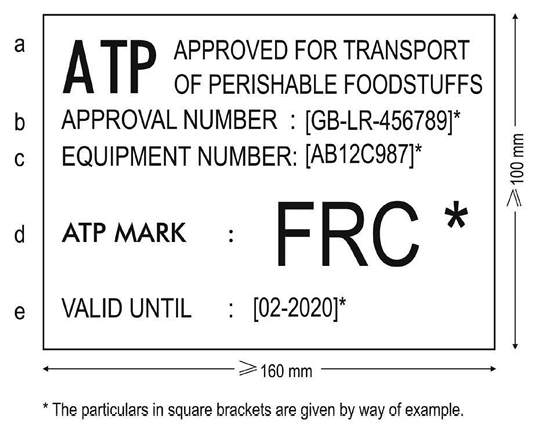 a ATP APPROVED FOR TRANSPORT
OF PERISHABLE FOODSTUFFS
b APPROVAL NUMBER : [GB-LR-456789]*
c EQUIPMENT NUMBER: [AB12C987]*
d ATP MARK : FRC *
e VALID UNTIL : [02-2020]*
⩾100 mm
⩾160 mm
* The particulars in square brackets are given by way of example.